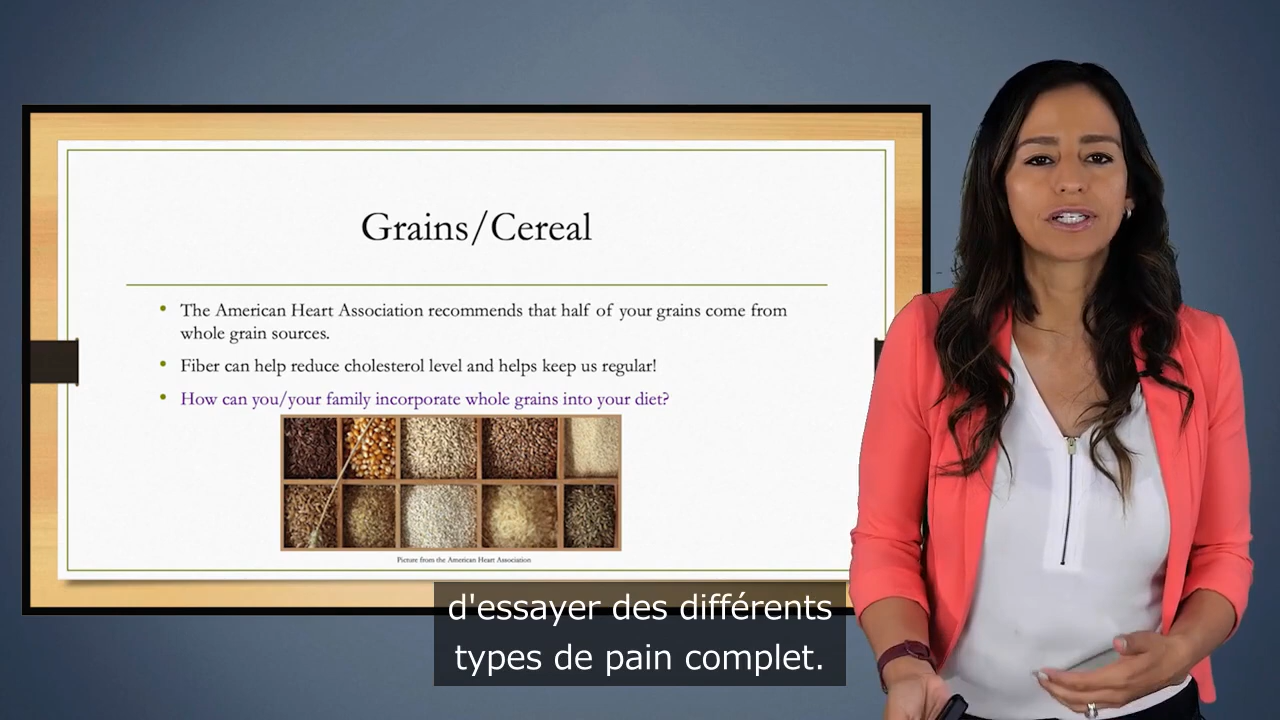 Grains/Cereal
• The American Heart Association recommends that half of your grains come from
whole grain sources.
• Fiber can help reduce cholesterol level and helps keep us regular!
• How can you/your family incorporate whole grains into your diet?
Picture from the American Heart Association
d'essayer des différents
types de pain complet.